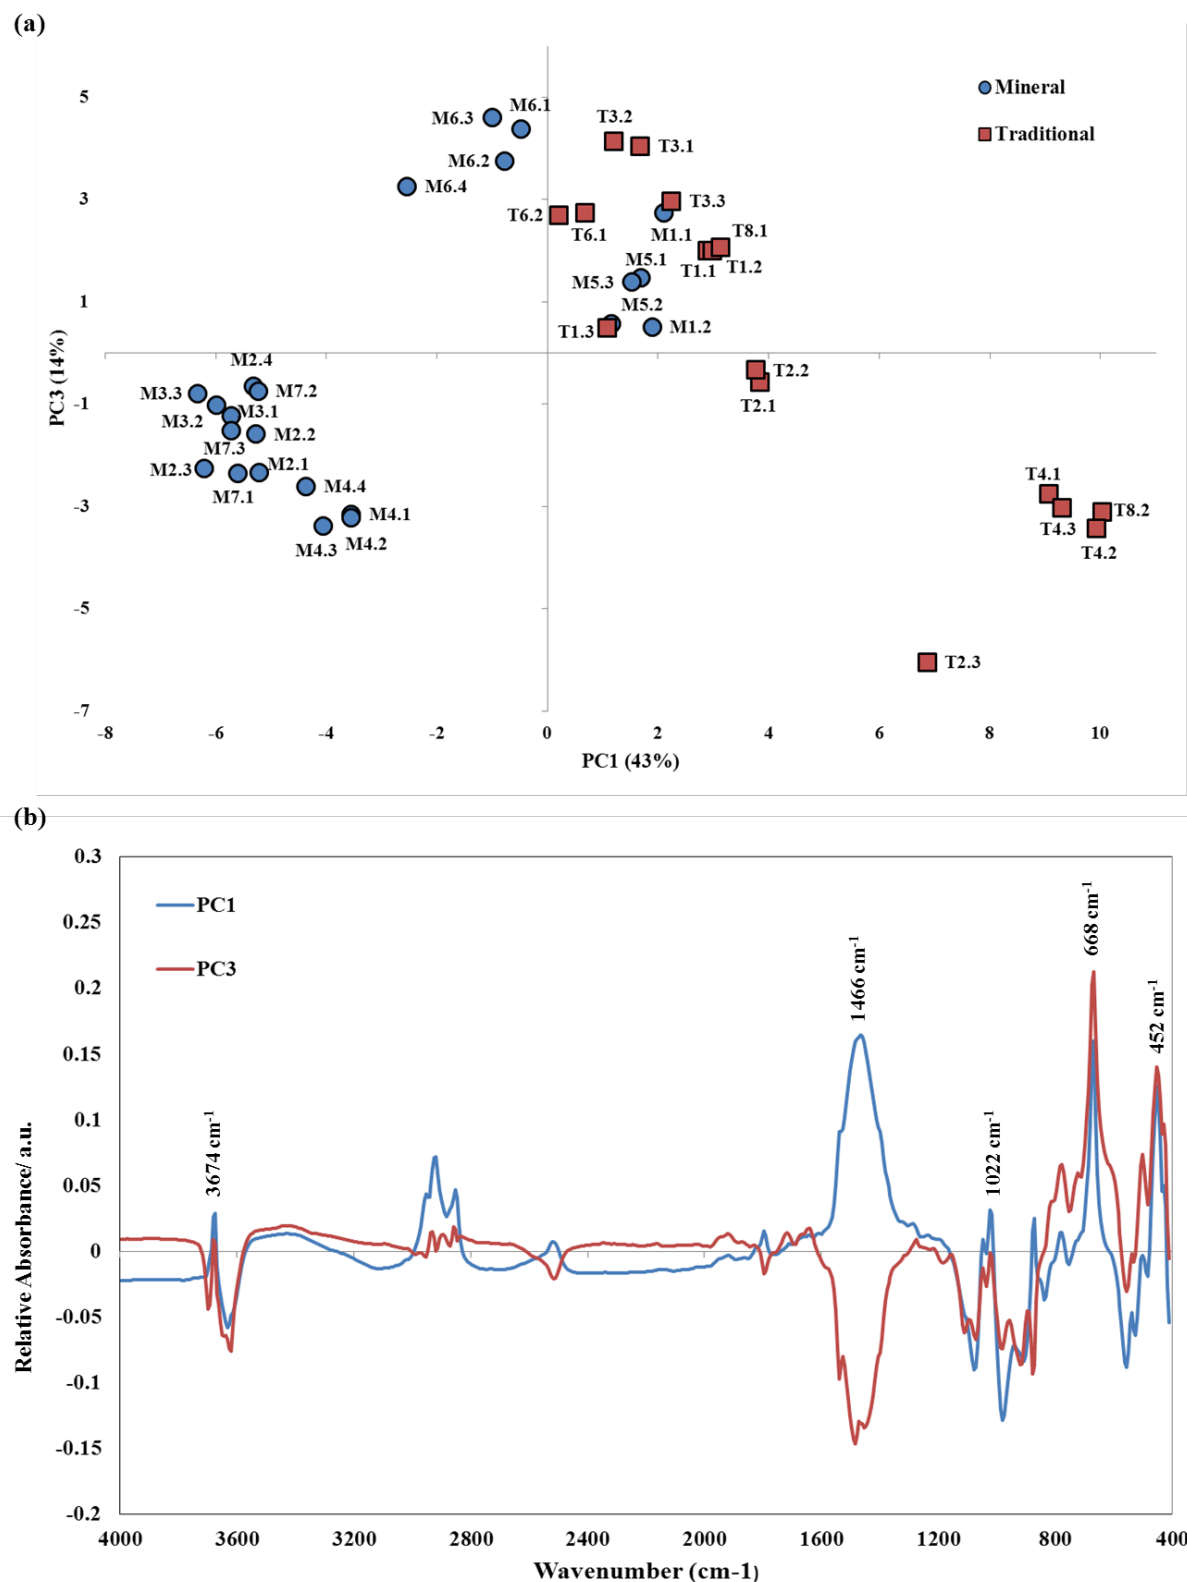 (a)
5
3
1
-1
-3
-5
-7
PC3 (14%)
Mineral
Traditional
M6.3
M6.1
M6.2
M6.4
T3.2
T3.1
T3.3
T6.2
T6.1
M1.1
T8.1
T1.1
T1.2
M5.1
M5.3
M5.2
T1.3
M1.2
M2.4
M3.3
M7.2
M3.2
M3.1
M7.3
M2.2
M2.3
M2.1
M7.1
M4.4
M4.1
M4.3
M4.2
T2.2
T2.1
T4.1
T4.3
T8.2
T4.2
T2.3
-8 -6 -4 -2 0 2 4 6 8 10
PC1 (43%)
(b)
0.3
0.25
0.2
0.15
0.1
0.05
0
-0.05
-0.1
-0.15
-0.2
Relative Absorbance/ a.u.
PC1
PC3
3674 cm-1
1466 cm-1
1022 cm-1
668 cm-1
452 cm-1
4000 3600 3200 2800 2400 2000 1600 1200 800 400
Wavenumber (cm-1)